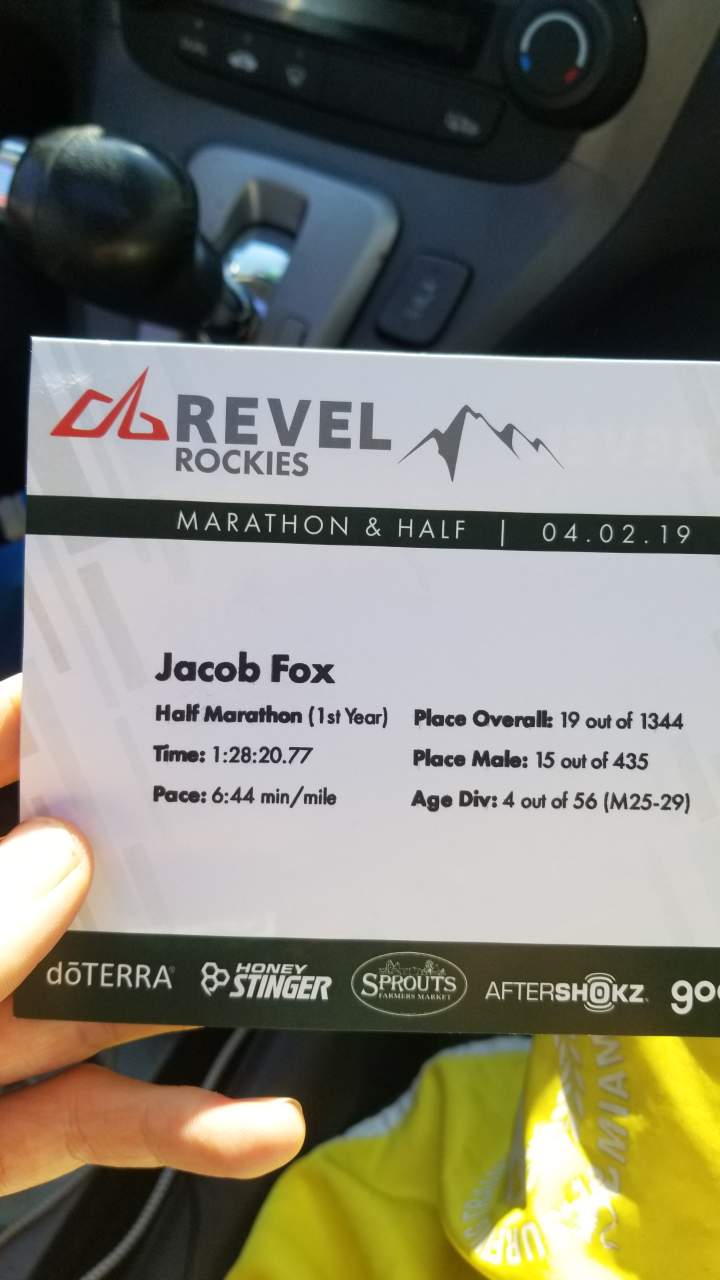 REVEL
ROCKIES
MARATHON & HALF | 04.02.19
Jacob Fox
Half Marathon (1st Year) Place Overall: 19 out of 1344
Time: 1:28:20.77 Place Male: 15 out of 435
Pace: 6:44 min/mile Age Div: 4 out of 56 (M25-29)
dōTERRA HONEY STINGER SPROUTS FARMERS MARKET AFTERSHOKZ
MIAM